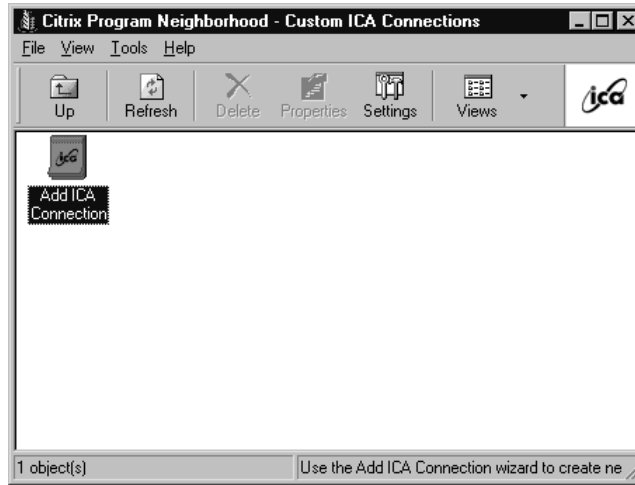 Citrix Program Neighborhood - Custom ICA Connections
File View Tools Help
Up Refresh Delete Properties Settings Views
ica
ica
Add ICA
Connection
1 object(s) Use the Add ICA Connection wizard to create ne